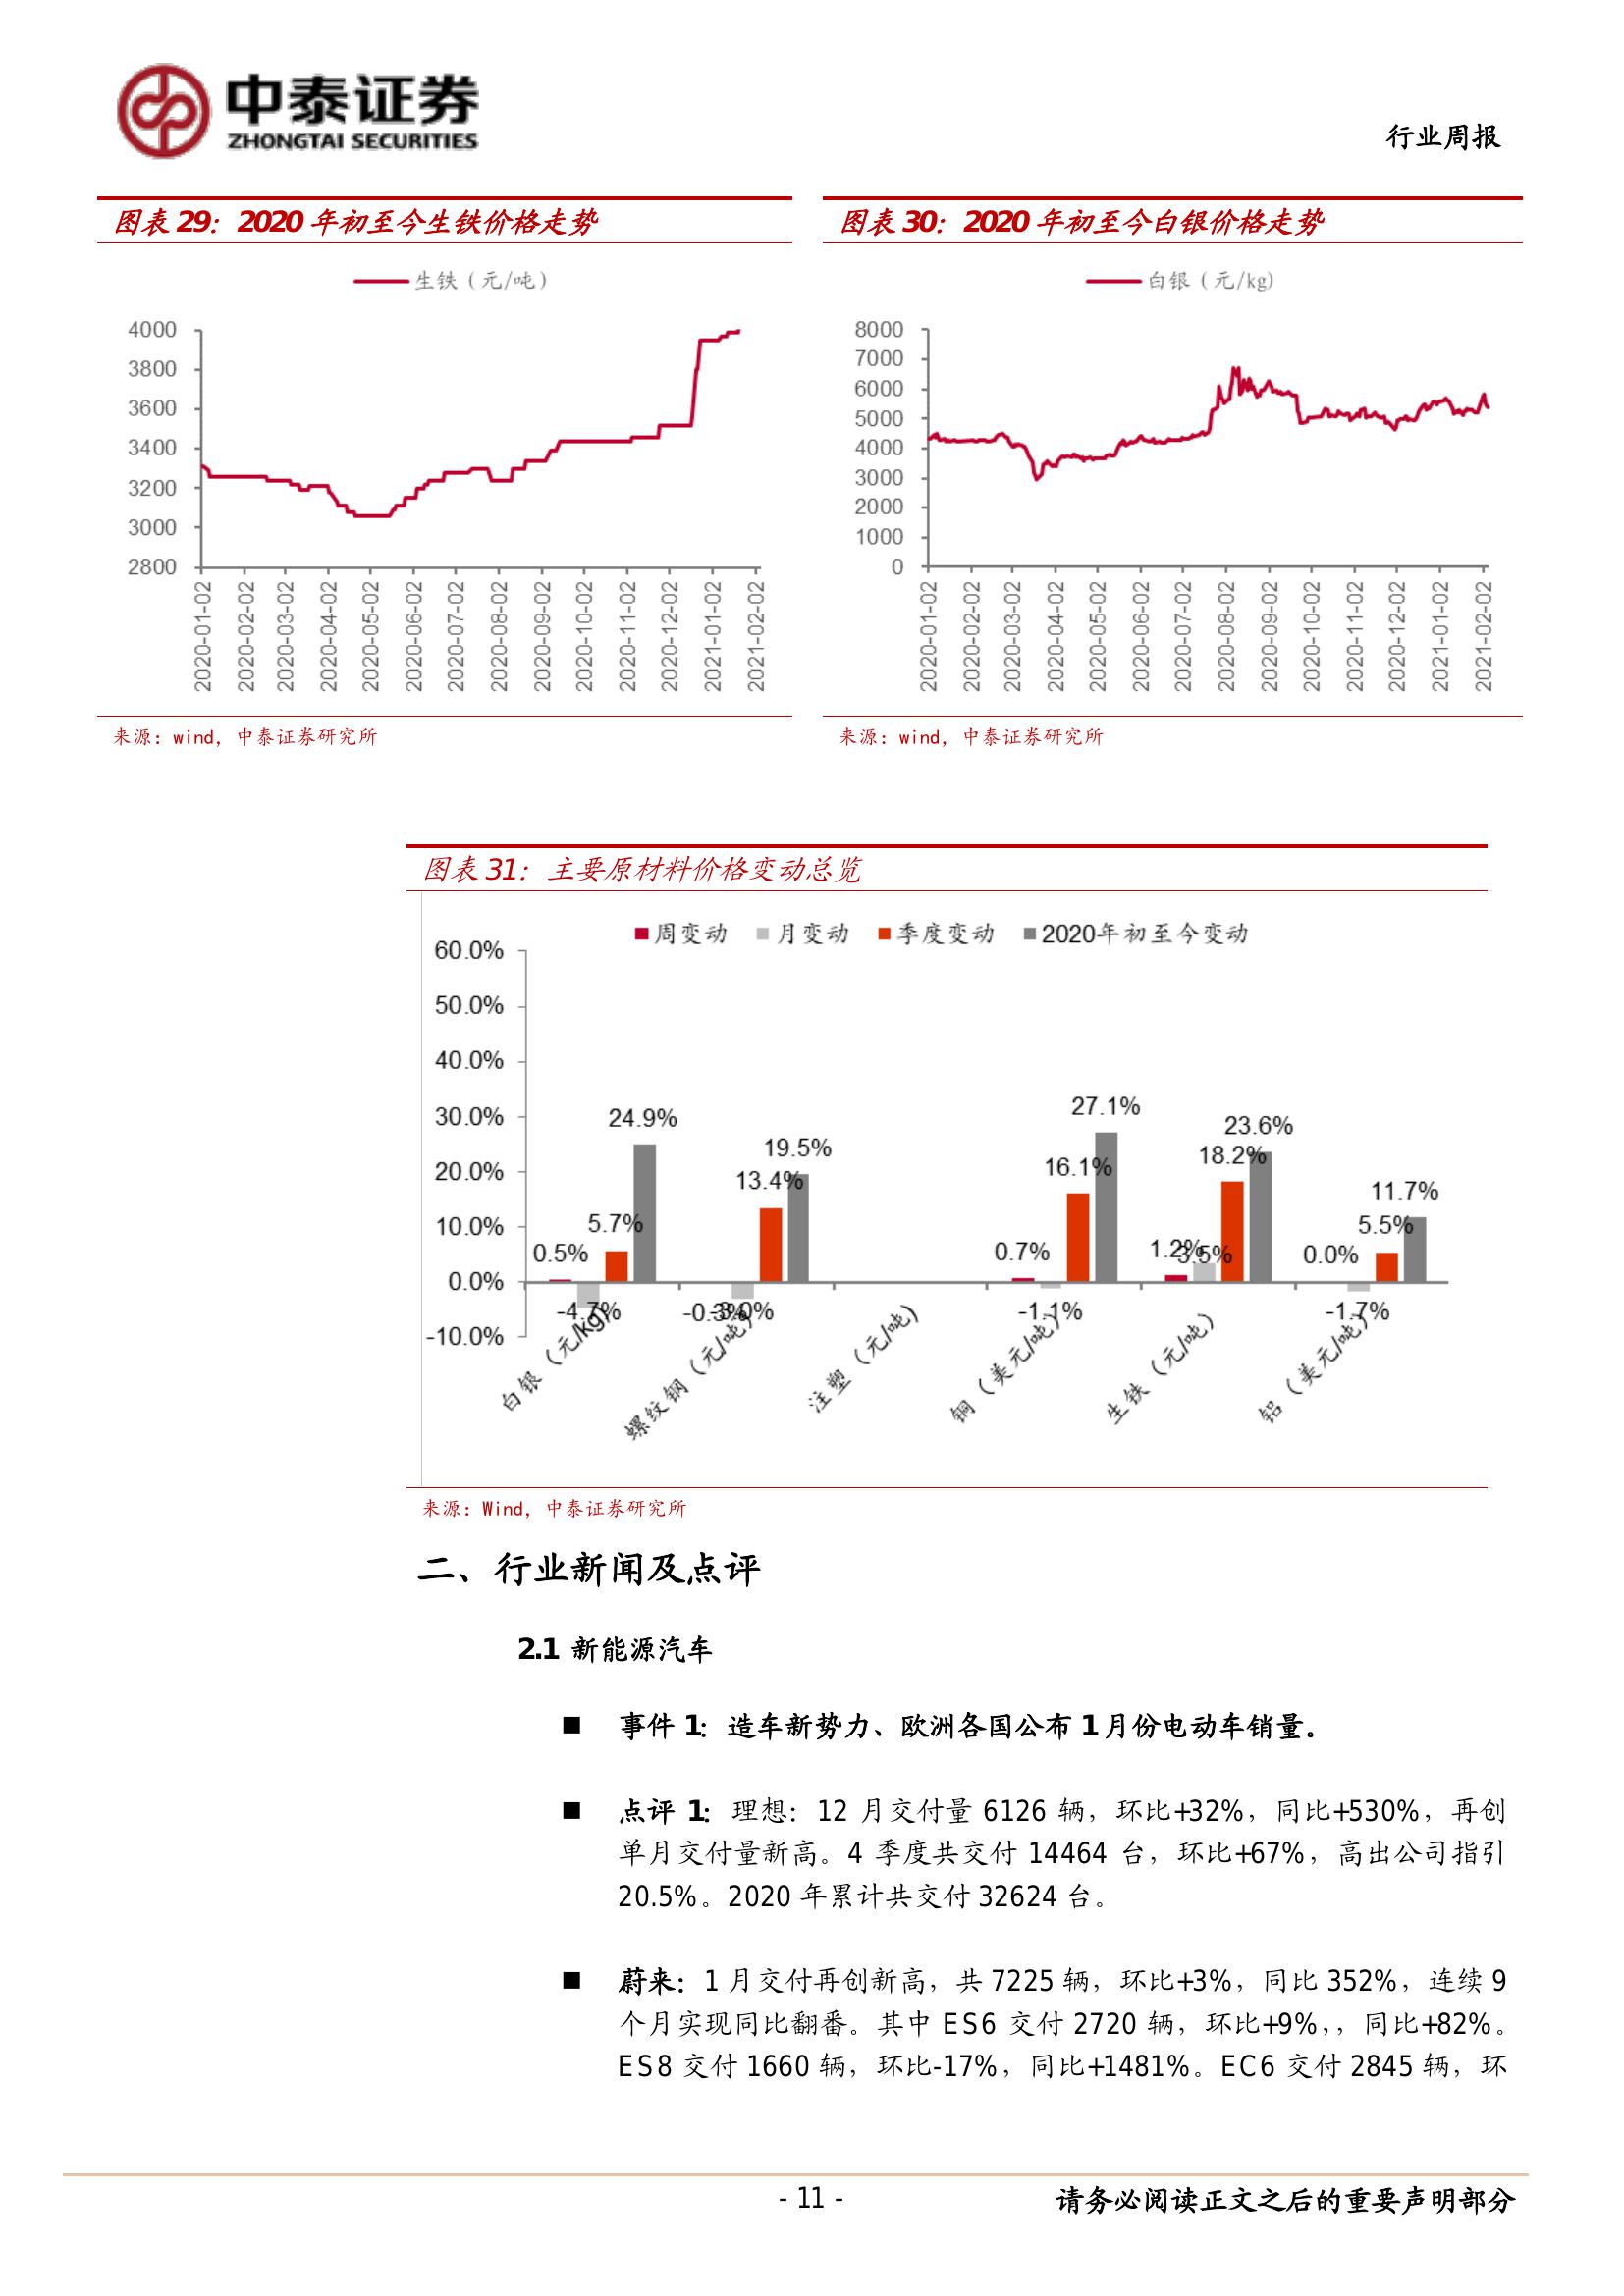 中泰证券
ZHONGTAI SECURITIES
行业周报
图表 29：2020 年初至今生铁价格走势
生铁（元/吨）
4000
3800
3600
3400
3200
3000
2800
2020-01-02
2020-02-02
2020-03-02
2020-04-02
2020-05-02
2020-06-02
2020-07-02
2020-08-02
2020-09-02
2020-10-02
2020-11-02
2020-12-02
2021-01-02
2021-02-02
来源：wind，中泰证券研究所
图表 30：2020 年初至今白银价格走势
白银（元/kg)
8000
7000
6000
5000
4000
3000
2000
1000
0
2020-01-02
2020-02-02
2020-03-02
2020-04-02
2020-05-02
2020-06-02
2020-07-02
2020-08-02
2020-09-02
2020-10-02
2020-11-02
2020-12-02
2021-01-02
2021-02-02
来源：wind，中泰证券研究所
图表 31：主要原材料价格变动总览
周变动 月变动 季度变动 2020年初至今变动
60.0%
50.0%
40.0%
30.0%
20.0%
10.0%
0.0%
-10.0%
0.5%
-4.7%
5.7%
24.9%
-3.0%
13.4%
19.5%
0.7%
-1.1%
16.1%
27.1%
1.2%
3.5%
18.2%
23.6%
0.0%
-1.7%
5.5%
11.7%
白银（元/kg)
螺纹钢（元/吨）
注塑（元/吨）
铜（美元/吨）
生铁（元/吨）
铝（美元/吨）
来源：Wind，中泰证券研究所
二、行业新闻及点评
2.1 新能源汽车
■ 事件 1：造车新势力、欧洲各国公布 1 月份电动车销量。
■ 点评 1：理想：12 月交付量 6126 辆，环比+32%，同比+530%，再创
单月交付量新高。4 季度共交付 14464 台，环比+67%，高出公司指引
20.5%。2020 年累计共交付 32624 台。
■ 蔚来：1 月交付再创新高，共 7225 辆，环比+3%，同比 352%，连续 9
个月实现同比翻番。其中 ES6 交付 2720 辆，环比+9%，，同比+82%。
ES8 交付 1660 辆，环比-17%，同比+1481%。EC6 交付 2845 辆，环
- 11 -
请务必阅读正文之后的重要声明部分